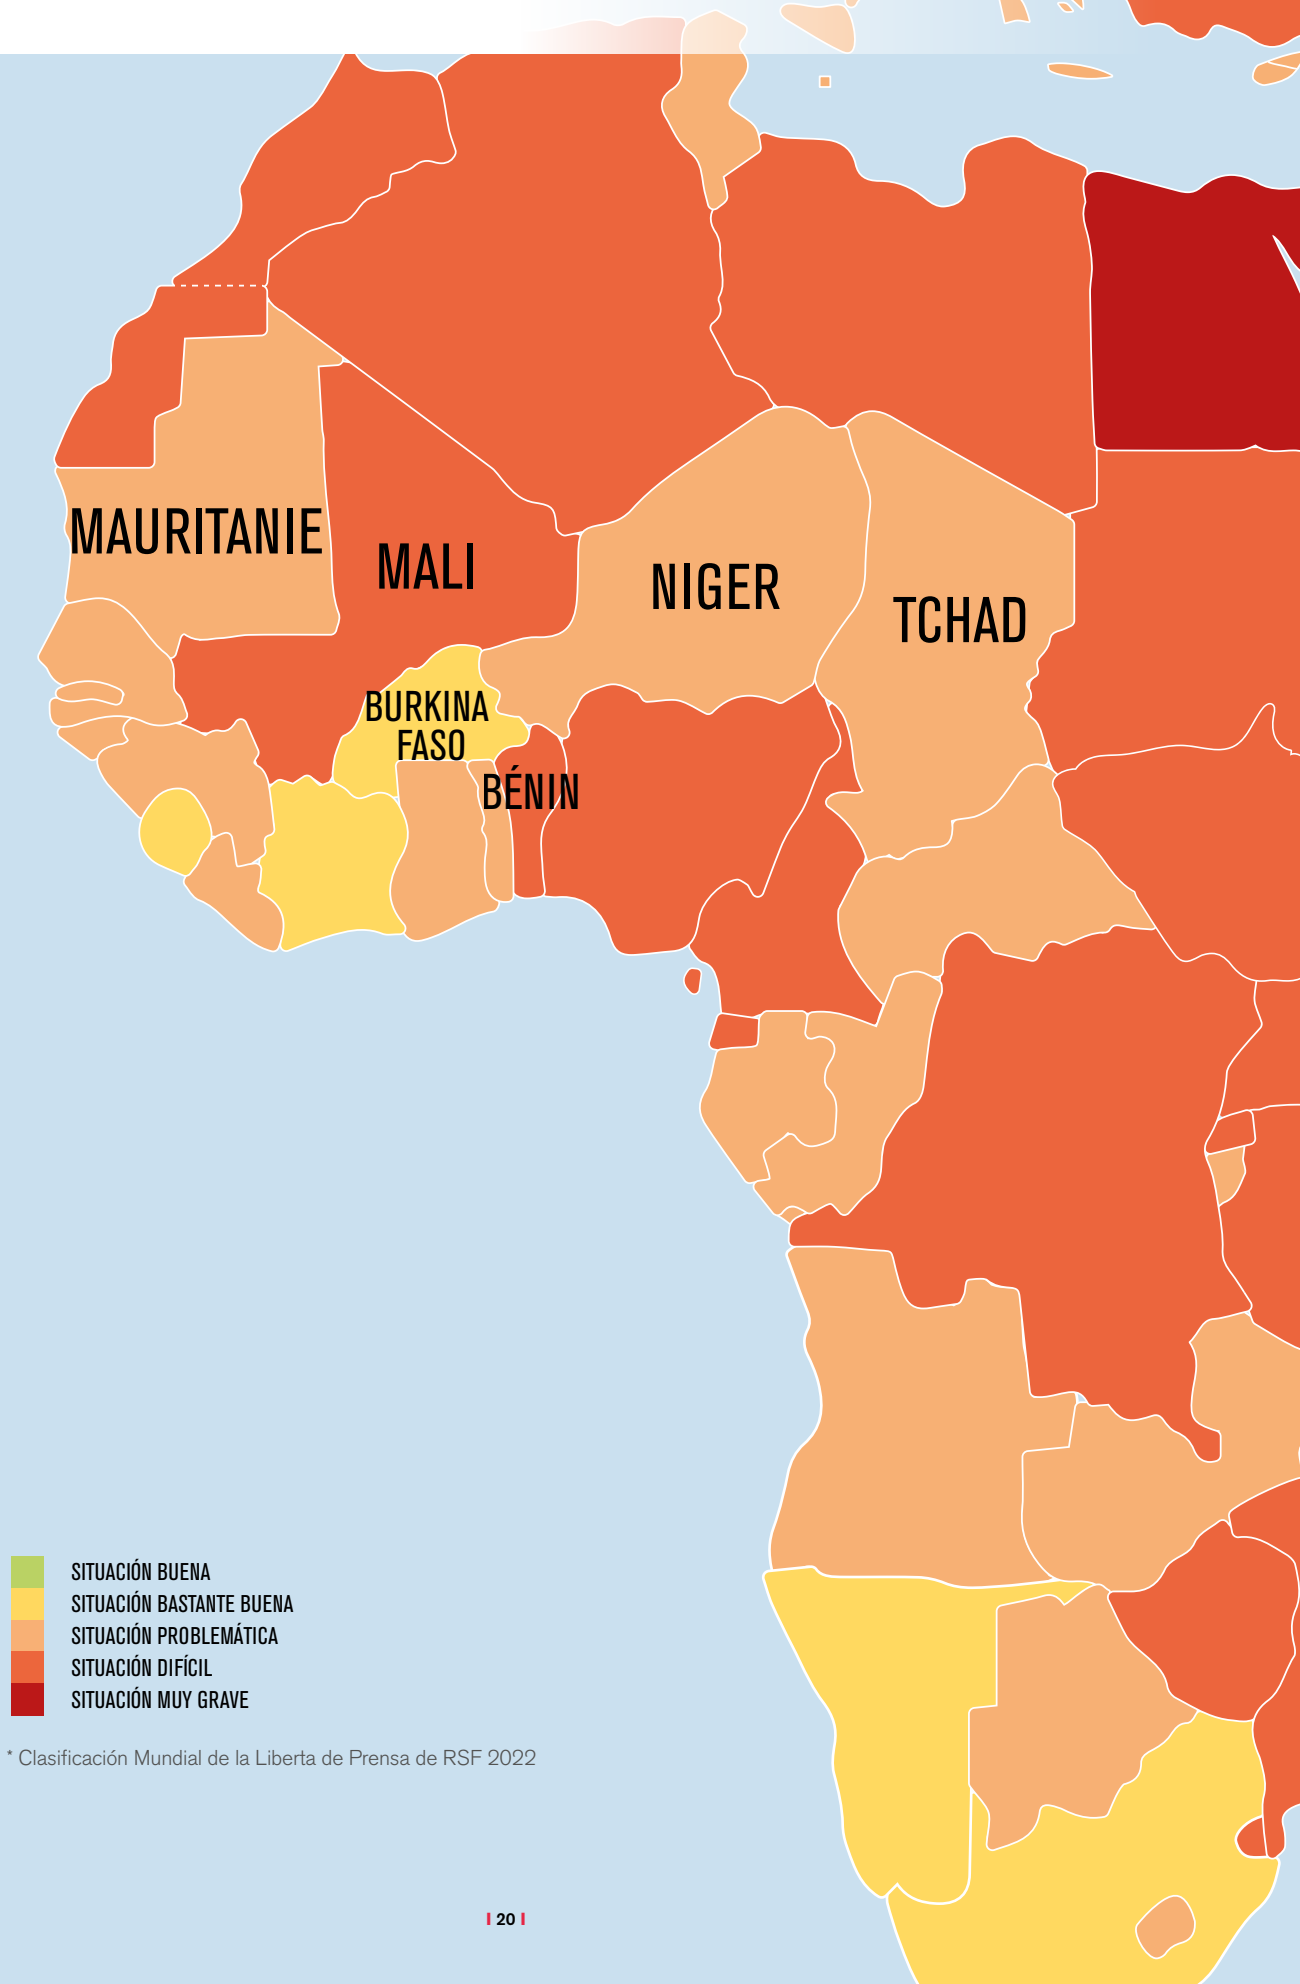 MAURITANIE
MALI
NIGER
TCHAD
BURKINA
FASO
BÉNIN
SITUACIÓN BUENA
SITUACIÓN BASTANTE BUENA
SITUACIÓN PROBLEMÁTICA
SITUACIÓN DIFÍCIL
SITUACIÓN MUY GRAVE
* Clasificación Mundial de la Liberta de Prensa de RSF 2022
I 20 I